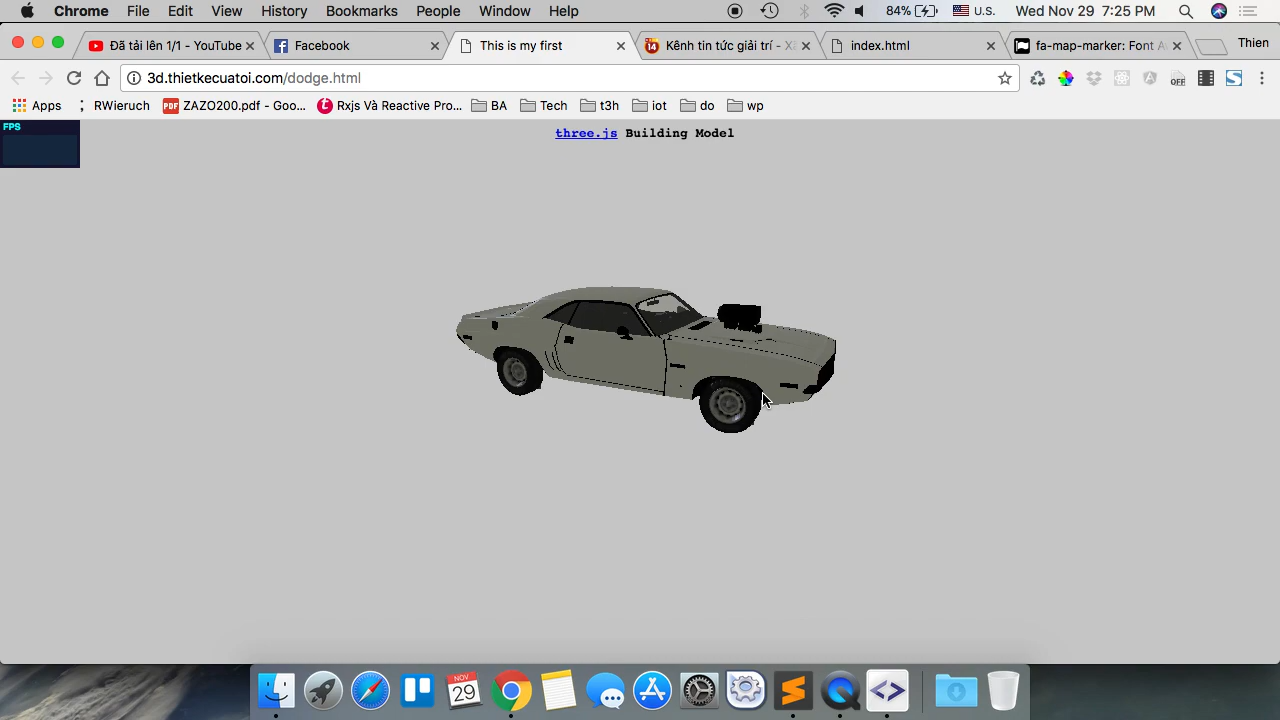 Chrome File Edit View History Bookmarks People Window Help 84% U.S. Wed Nov 29 7:25 PM
Đã tải lên 1/1 - YouTube Facebook This is my first Kênh tin tức giải trí - index.html fa-map-marker: Font Thien
3d.thietkecuatoi.com/dodge.html OFF
Apps RWieruch PDF ZAZO200.pdf - Goo... t Rxjs Và Reactive Pro... BA Tech t3h iot do wp
FPS
three.js Building Model
NOV
29